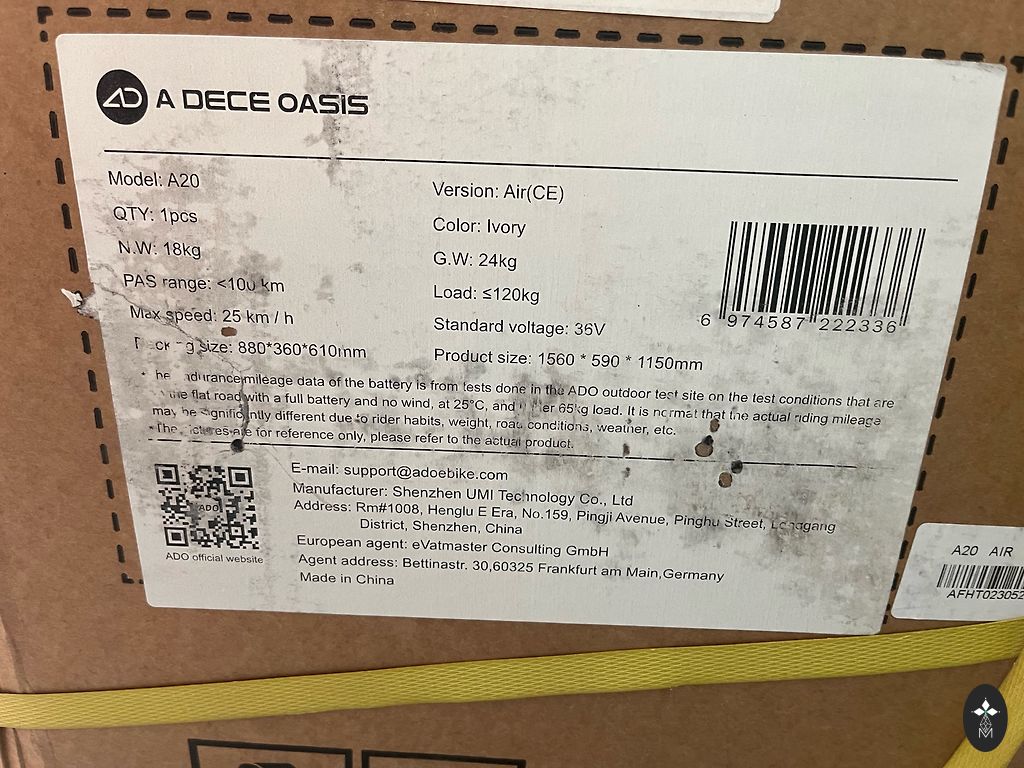 AD A DECE OASIS
Model: A20
Version: Air(CE)
QTY: 1pcs
Color: Ivory
N.W: 18kg
G.W: 24kg
PAS range: <100 km
Load: ≤120kg
Max speed: 25 km / h
Standard voltage: 36V
size: 880*360*610mm
Product size: 1560 * 590 * 1150mm
6 974587 222336
mileage data of the battery is from tests done in the ADO outdoor test site on the test conditions that are
the flat road with a full battery and no wind, at 25°C, and 65kg load. It is normal that the actual riding mileage
may be significantly different due to rider habits, weight, road conditions, weather, etc.
*The are for reference only, please refer to the actual product.
E-mail: support@adoebike.com
Manufacturer: Shenzhen UMI Technology Co., Ltd
Address: Rm#1008, Henglu E Era, No.159, Pingji Avenue, Pinghu Street, Longgang
District, Shenzhen, China
European agent: eVatmaster Consulting GmbH
Agent address: Bettinastr. 30,60325 Frankfurt am Main,Germany
Made in China
ADO
ADO official website
A20 AIR
AFHT023052
M